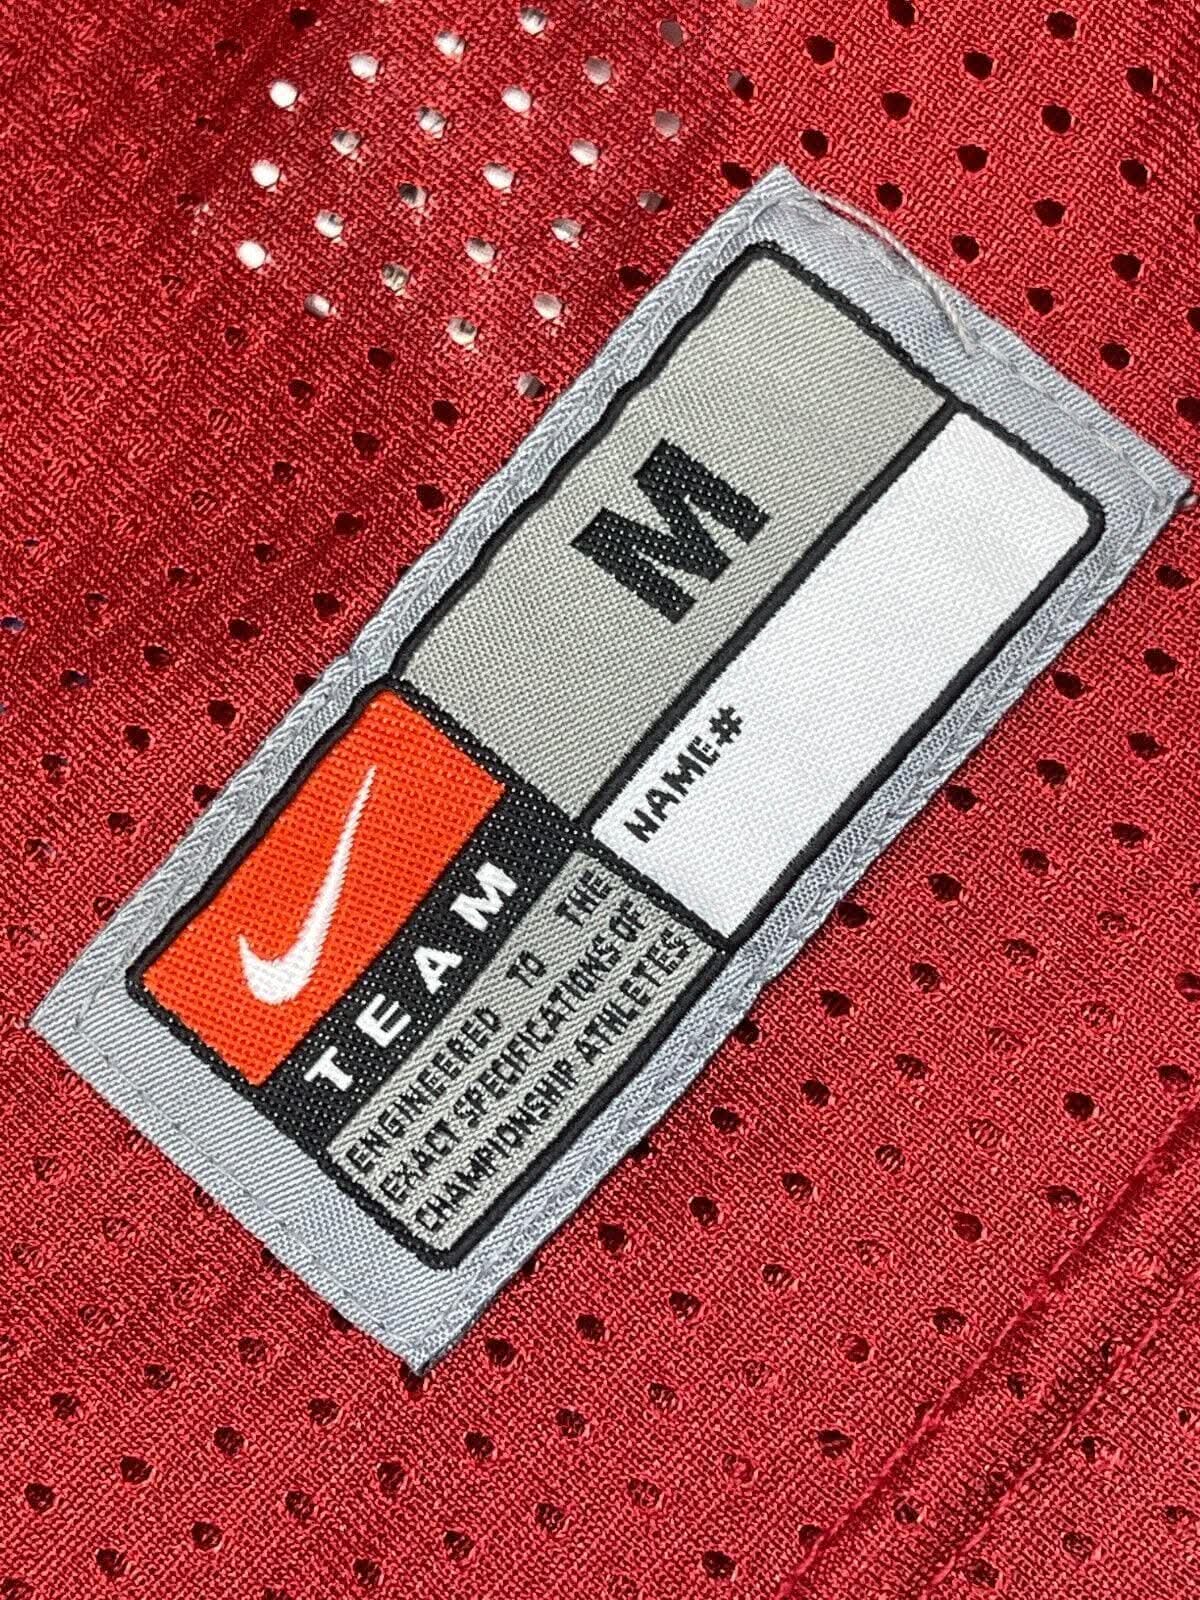 M
NAME#
TEAM
ENGINEERED TO THE
EXACT SPECIFICATIONS OF
CHAMPIONSHIP ATHLETES